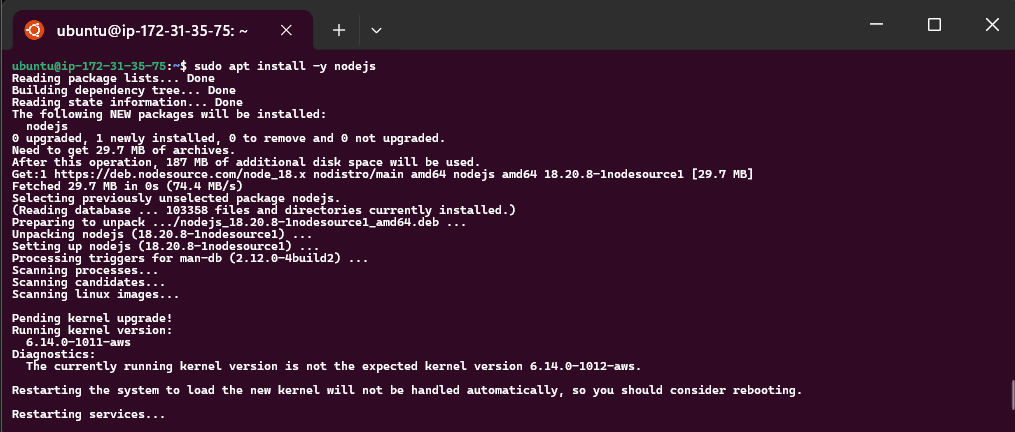 ubuntu@ip-172-31-35-75: ~
ubuntu@ip-172-31-35-75:~$ sudo apt install -y nodejs
Reading package lists... Done
Building dependency tree... Done
Reading state information... Done
The following NEW packages will be installed:
  nodejs
0 upgraded, 1 newly installed, 0 to remove and 0 not upgraded.
Need to get 29.7 MB of archives.
After this operation, 187 MB of additional disk space will be used.
Get:1 https://deb.nodesource.com/node_18.x nodistro/main amd64 nodejs amd64 18.20.8-1nodesource1 [29.7 MB]
Fetched 29.7 MB in 0s (74.4 MB/s)
Selecting previously unselected package nodejs.
(Reading database ... 103358 files and directories currently installed.)
Preparing to unpack .../nodejs_18.20.8-1nodesource1_amd64.deb ...
Unpacking nodejs (18.20.8-1nodesource1) ...
Setting up nodejs (18.20.8-1nodesource1) ...
Processing triggers for man-db (2.12.0-4build2) ...
Scanning processes...
Scanning candidates...
Scanning linux images...

Pending kernel upgrade!
Running kernel version:
  6.14.0-1011-aws
Diagnostics:
  The currently running kernel version is not the expected kernel version 6.14.0-1012-aws.

Restarting the system to load the new kernel will not be handled automatically, so you should consider rebooting.

Restarting services...